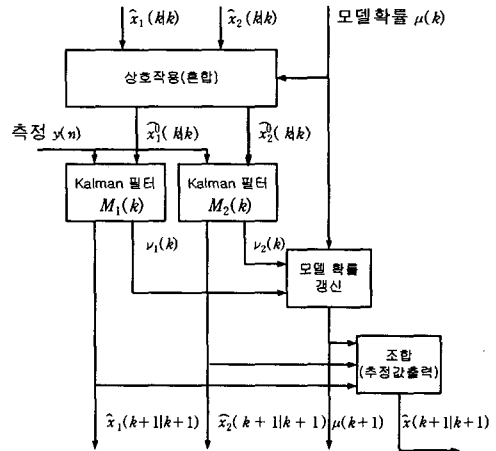 x̂₁(k|k) x̂₂(k|k) 모델확률 μ(k)
상호작용(혼합)
측정 y(n) x̂₁⁰(k|k) x̂₂⁰(k|k)
Kalman 필터
M₁(k)
Kalman 필터
M₂(k)
ν₁(k) ν₂(k)
모델 확률
갱신
조합
(추정값출력)
x̂₁(k+1|k+1) x̂₂(k+1|k+1) μ(k+1) x̂(k+1|k+1)